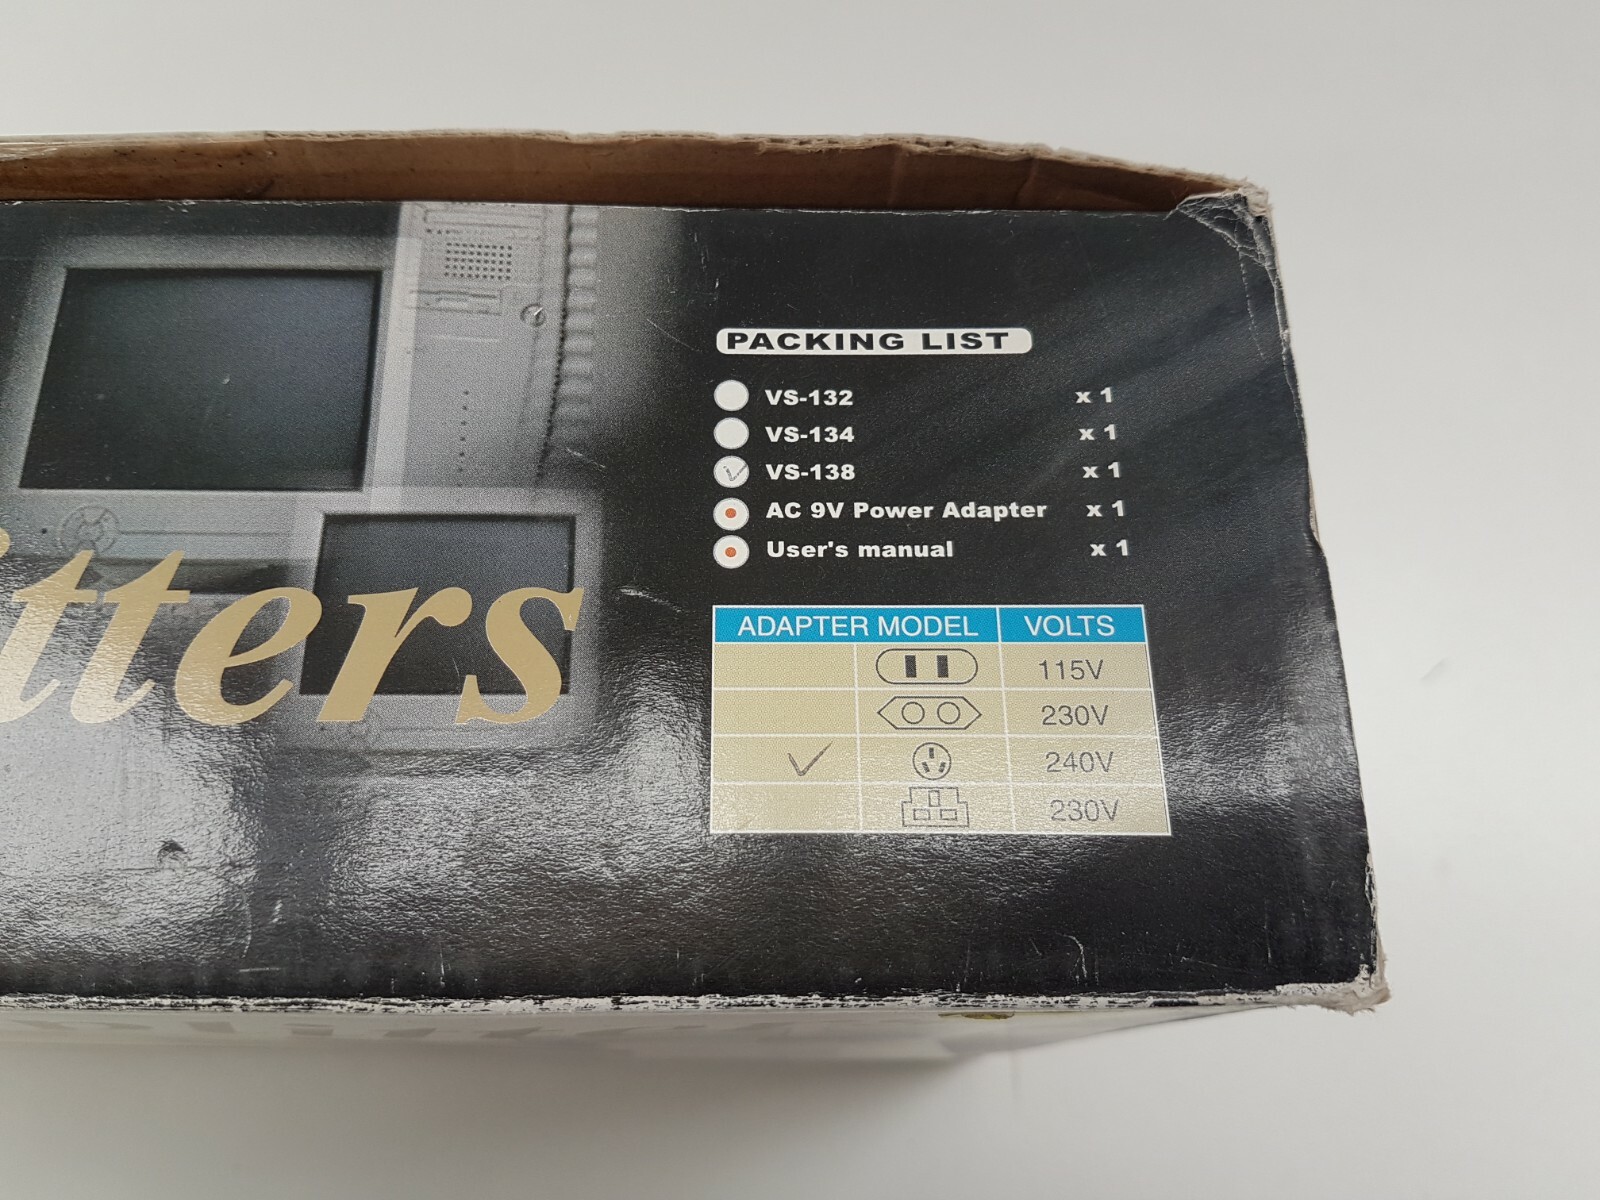 PACKING LIST
VS-132 x 1
VS-134 x 1
VS-138 x 1
AC 9V Power Adapter x 1
User's manual x 1
itters
ADAPTER MODEL VOLTS
115V
230V
240V
230V